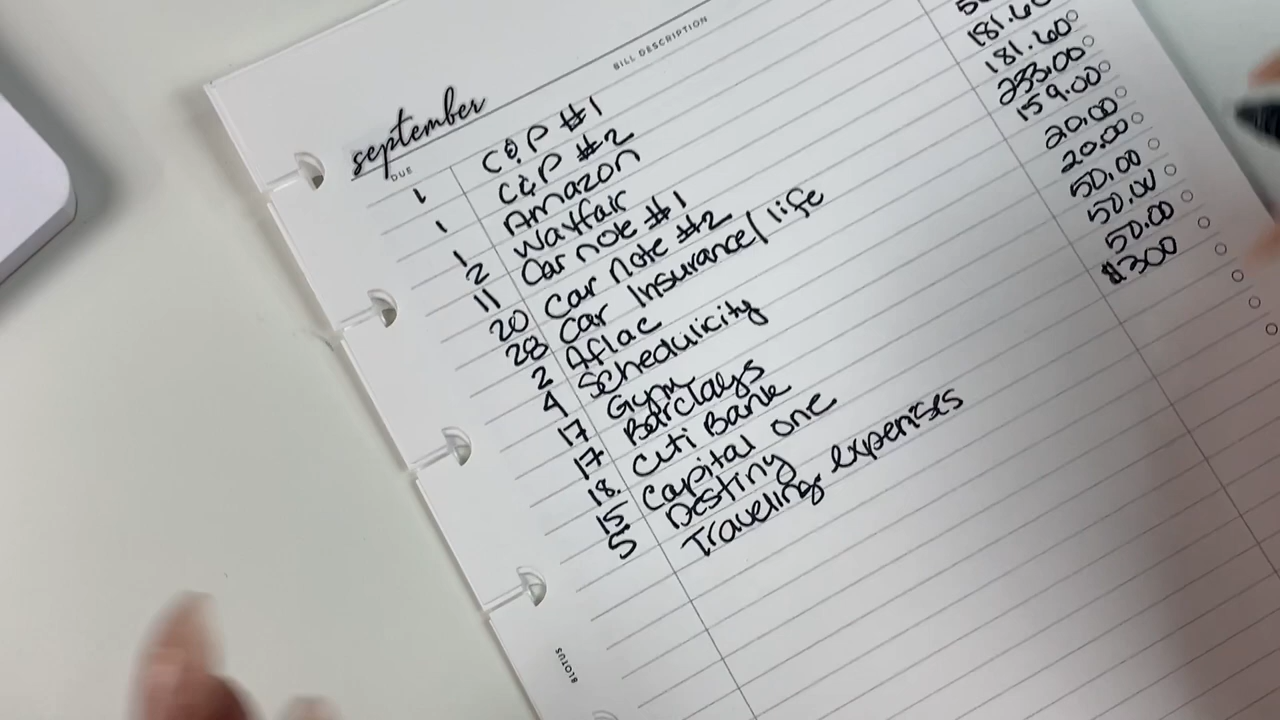 september
DUE BILL DESCRIPTION
1 C&P #1
1 C&P #2
1 Amazon
2 Wayfair
11 Car note #1 181.60
20 Car note #2 181.60
28 Car Insurance/life 233.00
2 Aflac 159.00
4 Schedulicity 20.00
17 Gym 20.00
17 Barclays 50.00
18 Citi Bank 50.00
15 Capital one 50.00
5 Destiny $300
Traveling expenses
BLOTUS